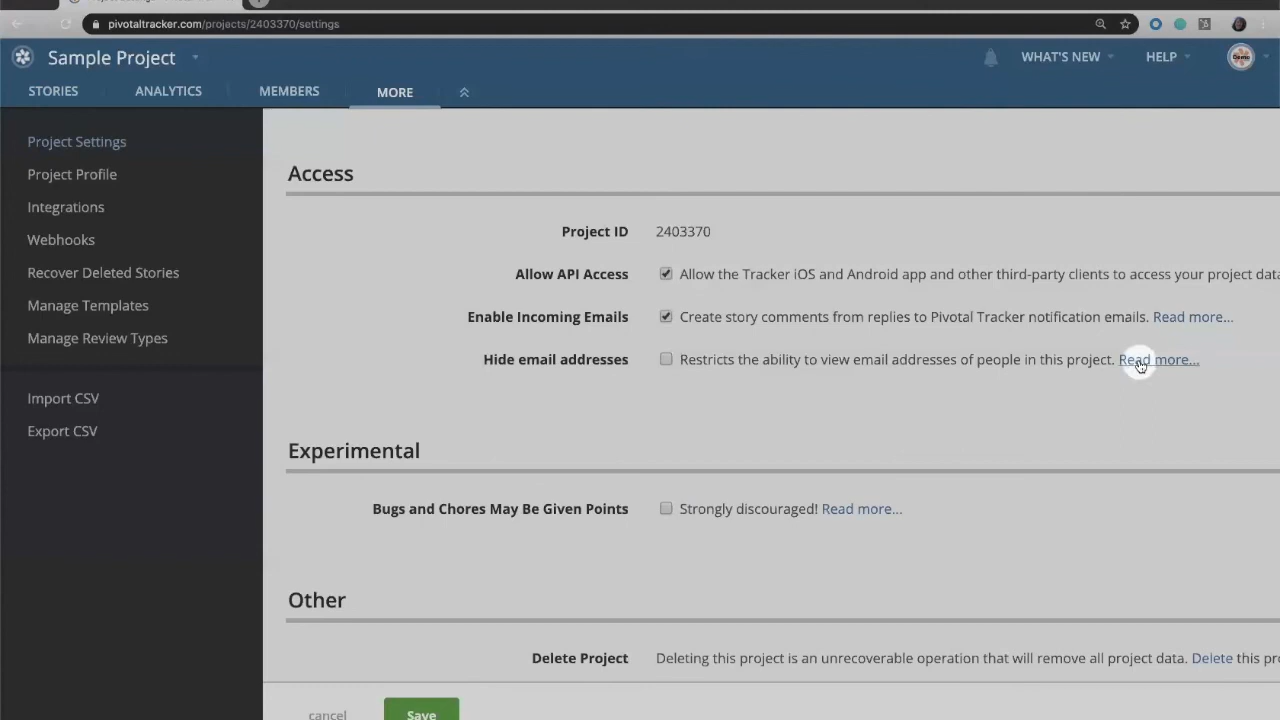 pivotaltracker.com/projects/2403370/settings
Sample Project
WHAT'S NEW
HELP
STORIES
ANALYTICS
MEMBERS
MORE
Project Settings
Project Profile
Integrations
Webhooks
Recover Deleted Stories
Manage Templates
Manage Review Types
Import CSV
Export CSV
Access
Project ID 2403370
Allow API Access Allow the Tracker iOS and Android app and other third-party clients to access your project data
Enable Incoming Emails Create story comments from replies to Pivotal Tracker notification emails. Read more...
Hide email addresses Restricts the ability to view email addresses of people in this project. Read more...
Experimental
Bugs and Chores May Be Given Points Strongly discouraged! Read more...
Other
Delete Project Deleting this project is an unrecoverable operation that will remove all project data. Delete this
cancel
Save